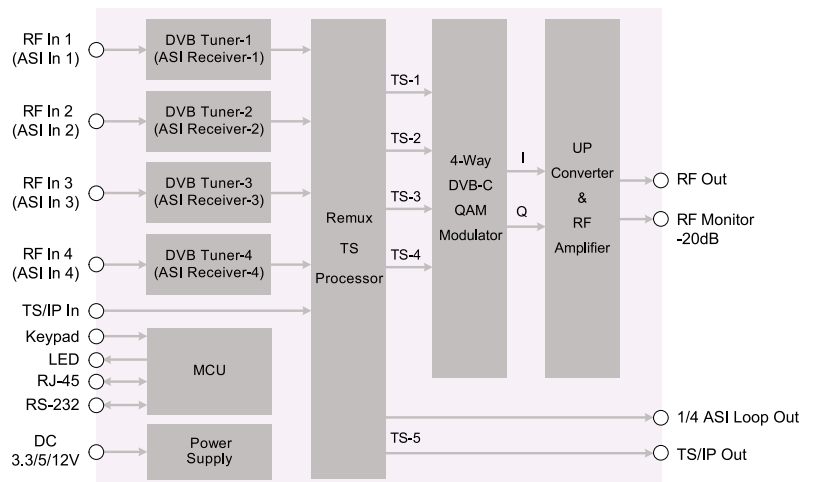 RF In 1
(ASI In 1)
DVB Tuner-1
(ASI Receiver-1)
RF In 2
(ASI In 2)
DVB Tuner-2
(ASI Receiver-2)
RF In 3
(ASI In 3)
DVB Tuner-3
(ASI Receiver-3)
RF In 4
(ASI In 4)
DVB Tuner-4
(ASI Receiver-4)
TS/IP In
Keypad
LED
RJ-45
RS-232
MCU
DC
3.3/5/12V
Power
Supply
Remux
TS
Processor
TS-1
TS-2
TS-3
TS-4
TS-5
4-Way
DVB-C
QAM
Modulator
I
Q
UP
Converter
&
RF
Amplifier
RF Out
RF Monitor
-20dB
1/4 ASI Loop Out
TS/IP Out